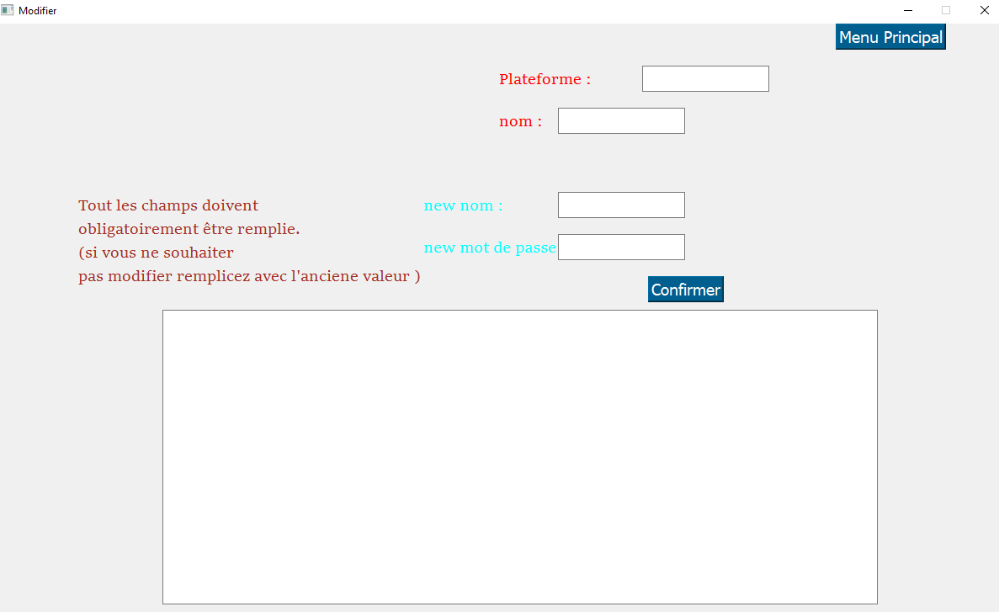 Modifier
Menu Principal
Plateforme :
nom :
Tout les champs doivent
obligatoirement être remplie.
(si vous ne souhaiter
pas modifier remplicez avec l'anciene valeur )
new nom :
new mot de passe
Confirmer